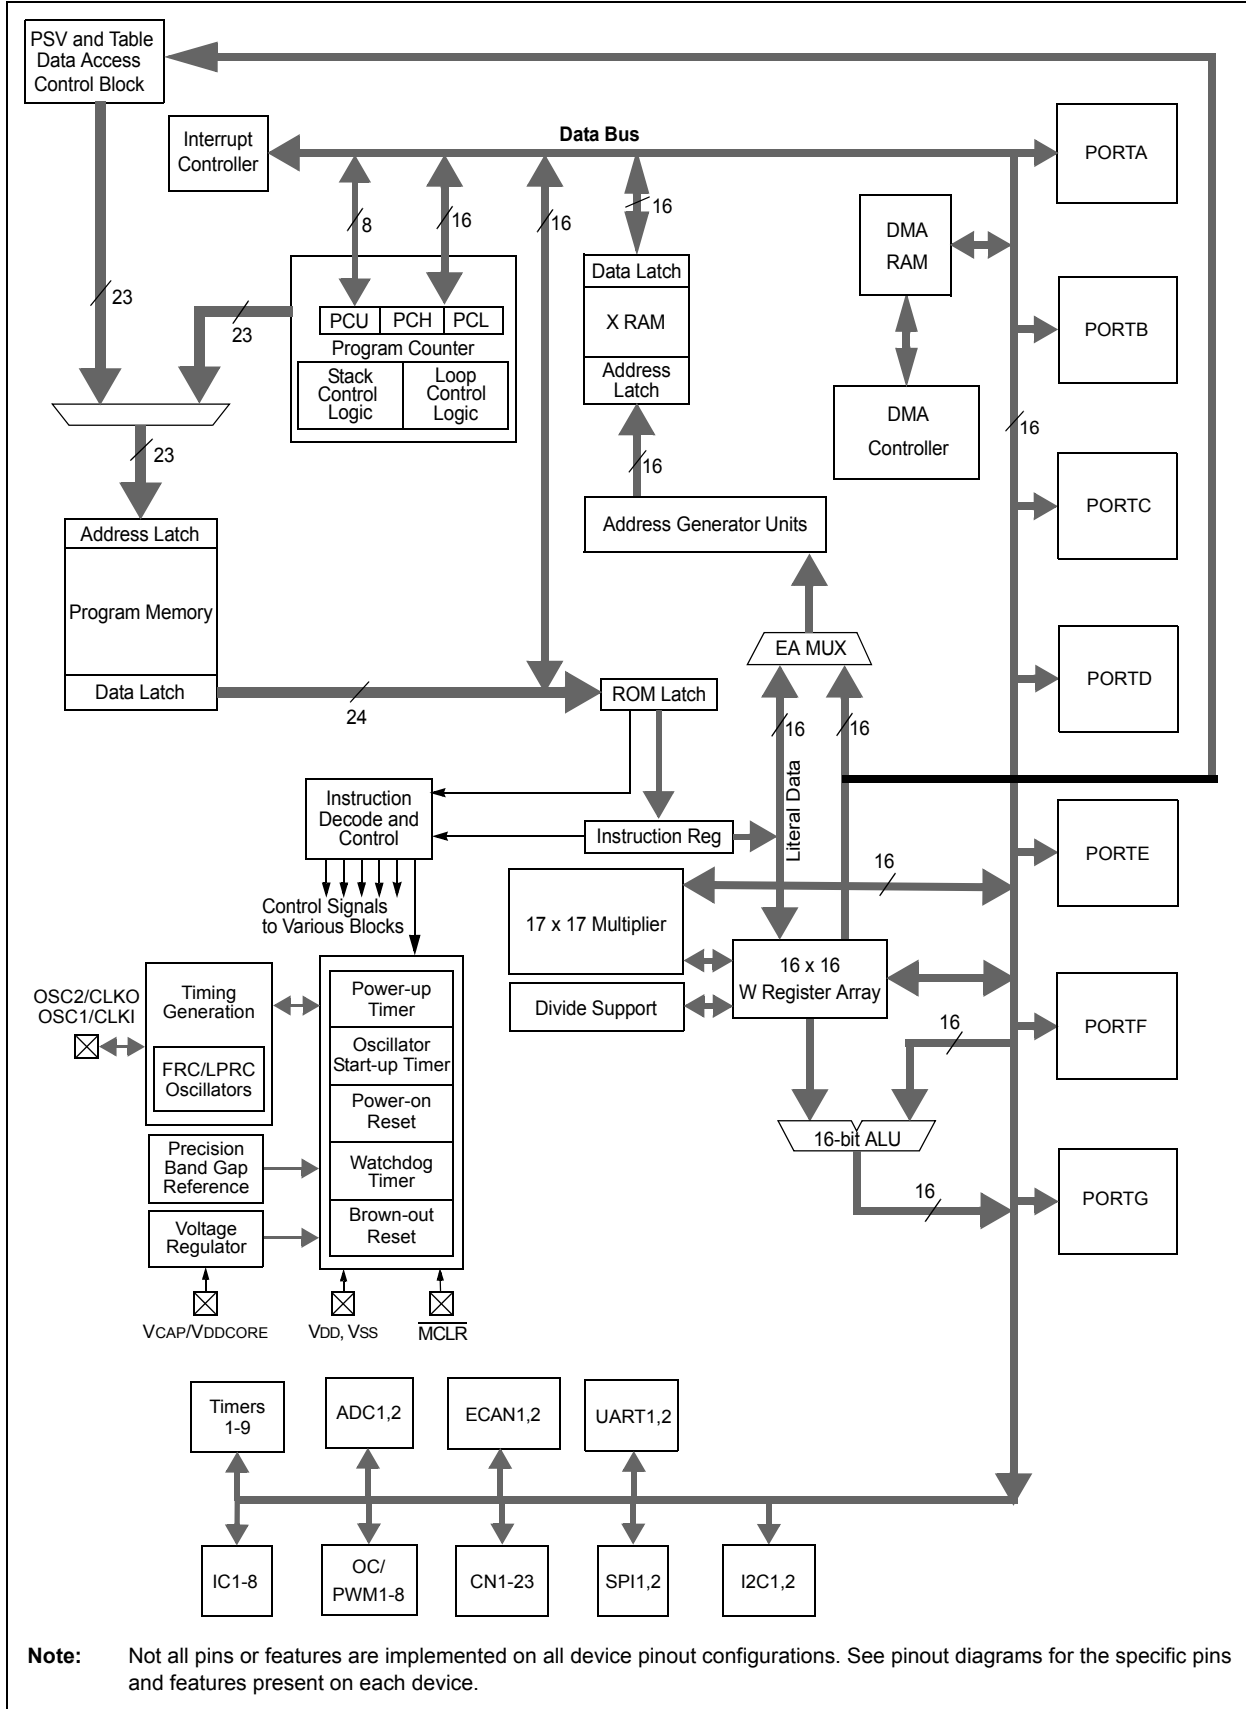 PSV and Table
Data Access
Control Block
Interrupt
Controller
Data Bus
PORTA
8
16
16
16
DMA
RAM
Data Latch
X RAM
Address
Latch
23
23
PCU
PCH
PCL
Program Counter
Stack
Control
Logic
Loop
Control
Logic
PORTB
DMA
Controller
16
23
16
PORTC
Address Latch
Program Memory
Data Latch
Address Generator Units
EA MUX
PORTD
24
ROM Latch
16
16
Literal Data
Instruction
Decode and
Control
Instruction Reg
PORTE
16
Control Signals
to Various Blocks
17 x 17 Multiplier
16 x 16
W Register Array
Divide Support
OSC2/CLKO
OSC1/CLKI
Timing
Generation
FRC/LPRC
Oscillators
Power-up
Timer
Oscillator
Start-up Timer
Power-on
Reset
Watchdog
Timer
Brown-out
Reset
16
PORTF
16-bit ALU
Precision
Band Gap
Reference
Voltage
Regulator
16
PORTG
VCAP/VDDCORE
VDD, VSS
MCLR
Timers
1-9
ADC1,2
ECAN1,2
UART1,2
IC1-8
OC/
PWM1-8
CN1-23
SPI1,2
I2C1,2
Note: Not all pins or features are implemented on all device pinout configurations. See pinout diagrams for the specific pins
and features present on each device.